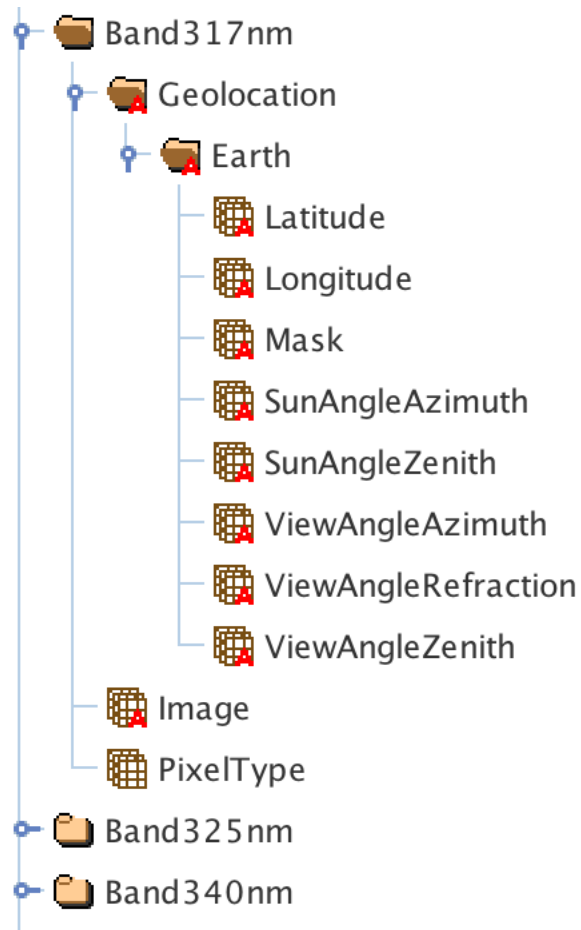 Band317nm
Geolocation
Earth
Latitude
Longitude
Mask
SunAngleAzimuth
SunAngleZenith
ViewAngleAzimuth
ViewAngleRefraction
ViewAngleZenith
Image
PixelType
Band325nm
Band340nm